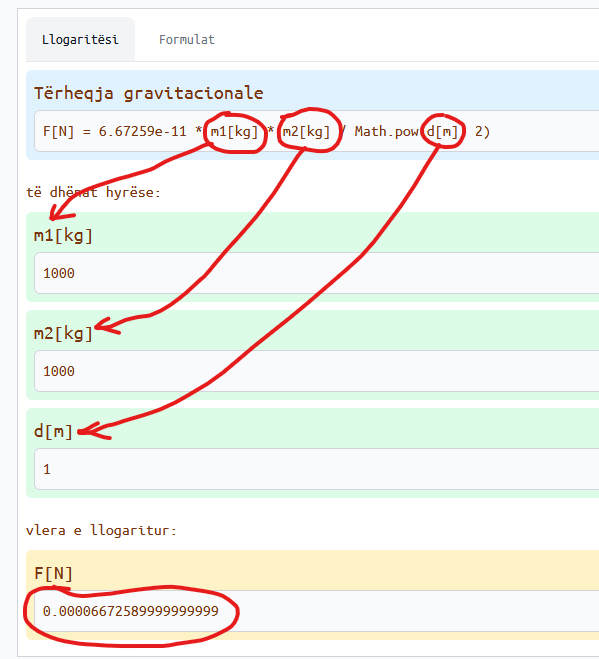 Llogaritësi Formulat
Tërheqja gravitacionale
F[N] = 6.67259e-11 * m1[kg] * m2[kg] / Math.pow(d[m], 2)
të dhënat hyrëse:
m1[kg]
1000
m2[kg]
1000
d[m]
1
vlera e llogaritur:
F[N]
0.00006672589999999999